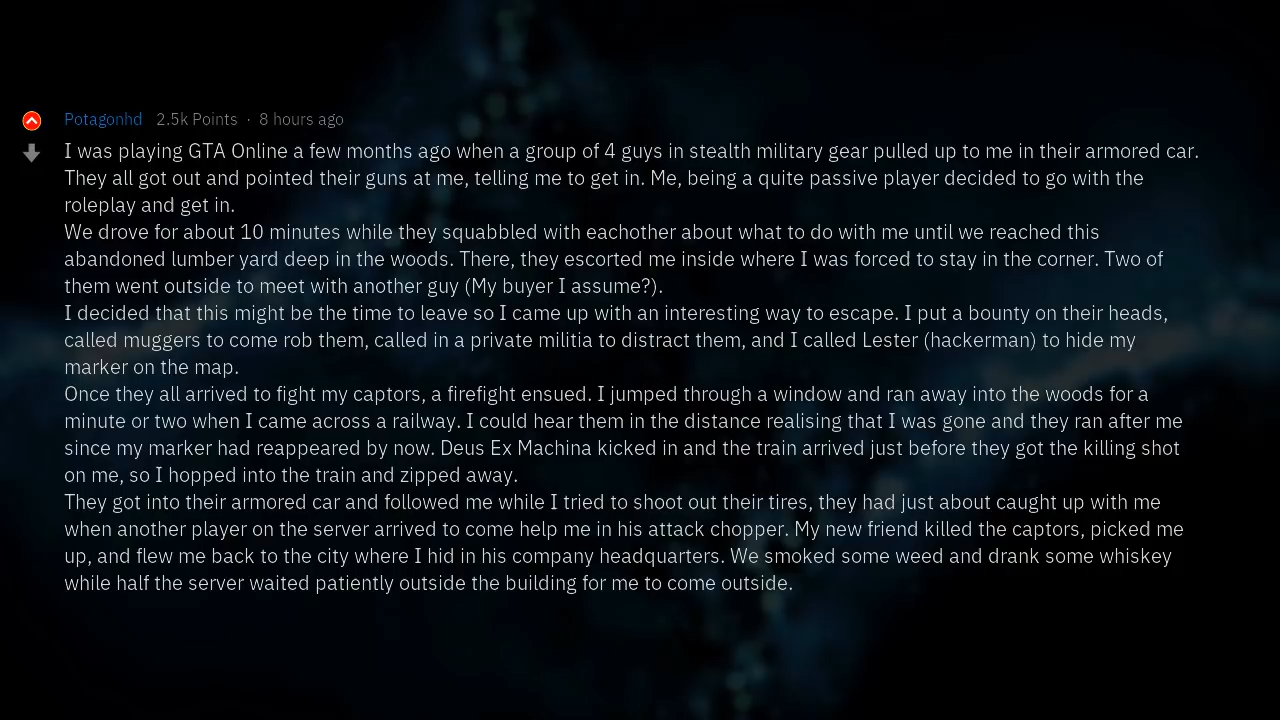 Potagonhd 2.5k Points · 8 hours ago
I was playing GTA Online a few months ago when a group of 4 guys in stealth military gear pulled up to me in their armored car.
They all got out and pointed their guns at me, telling me to get in. Me, being a quite passive player decided to go with the
roleplay and get in.
We drove for about 10 minutes while they squabbled with eachother about what to do with me until we reached this
abandoned lumber yard deep in the woods. There, they escorted me inside where I was forced to stay in the corner. Two of
them went outside to meet with another guy (My buyer I assume?).
I decided that this might be the time to leave so I came up with an interesting way to escape. I put a bounty on their heads,
called muggers to come rob them, called in a private militia to distract them, and I called Lester (hackerman) to hide my
marker on the map.
Once they all arrived to fight my captors, a firefight ensued. I jumped through a window and ran away into the woods for a
minute or two when I came across a railway. I could hear them in the distance realising that I was gone and they ran after me
since my marker had reappeared by now. Deus Ex Machina kicked in and the train arrived just before they got the killing shot
on me, so I hopped into the train and zipped away.
They got into their armored car and followed me while I tried to shoot out their tires, they had just about caught up with me
when another player on the server arrived to come help me in his attack chopper. My new friend killed the captors, picked me
up, and flew me back to the city where I hid in his company headquarters. We smoked some weed and drank some whiskey
while half the server waited patiently outside the building for me to come outside.